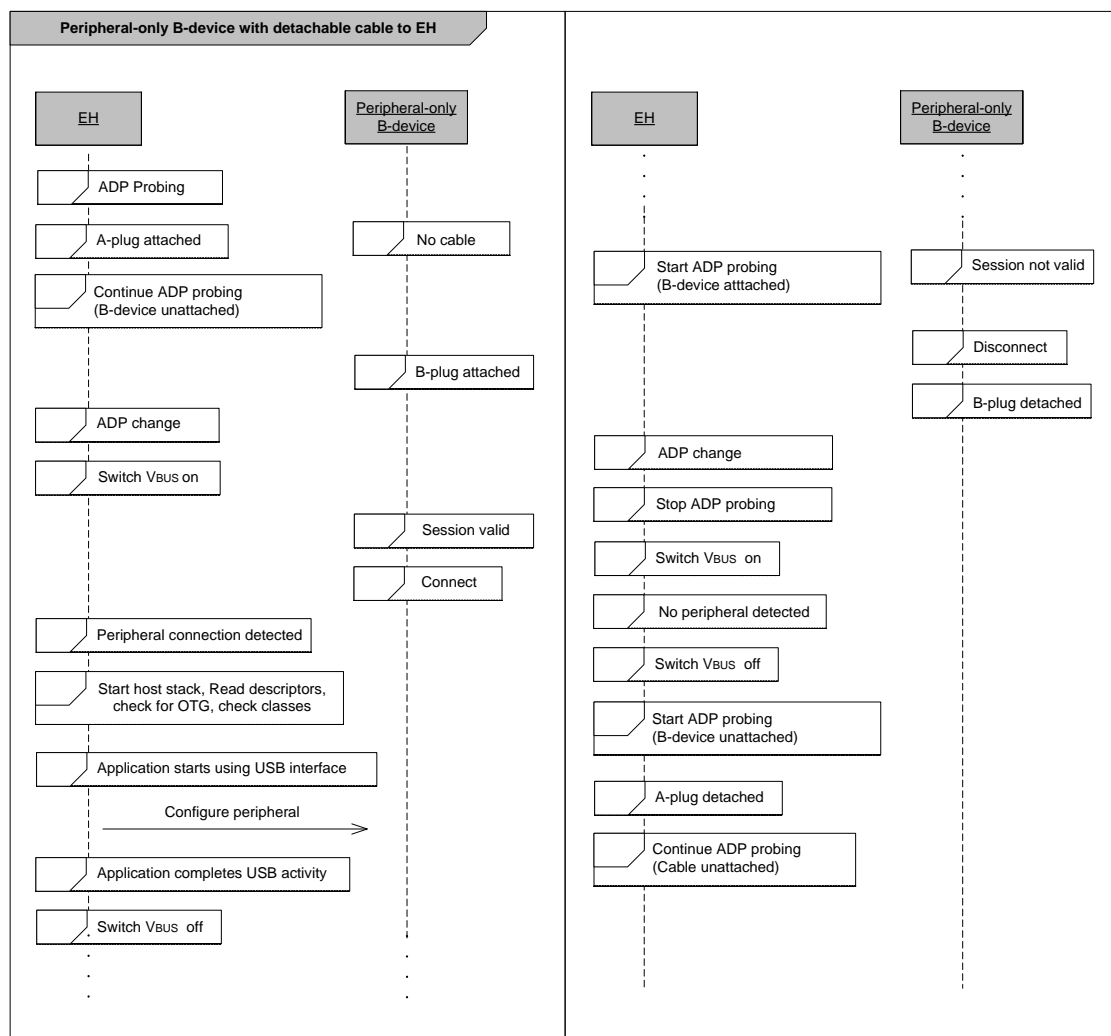 Peripheral-only B-device with detachable cable to EH
EH
Peripheral-only
B-device
ADP Probing
A-plug attached
No cable
Continue ADP probing
(B-device unattached)
B-plug attached
ADP change
Switch VBUS on
Session valid
Connect
Peripheral connection detected
Start host stack, Read descriptors,
check for OTG, check classes
Application starts using USB interface
Configure peripheral
Application completes USB activity
Switch VBUS off
EH
Peripheral-only
B-device
Session not valid
Start ADP probing
(B-device atttached)
Disconnect
B-plug detached
ADP change
Stop ADP probing
Switch VBUS on
No peripheral detected
Switch VBUS off
Start ADP probing
(B-device unattached)
A-plug detached
Continue ADP probing
(Cable unattached)